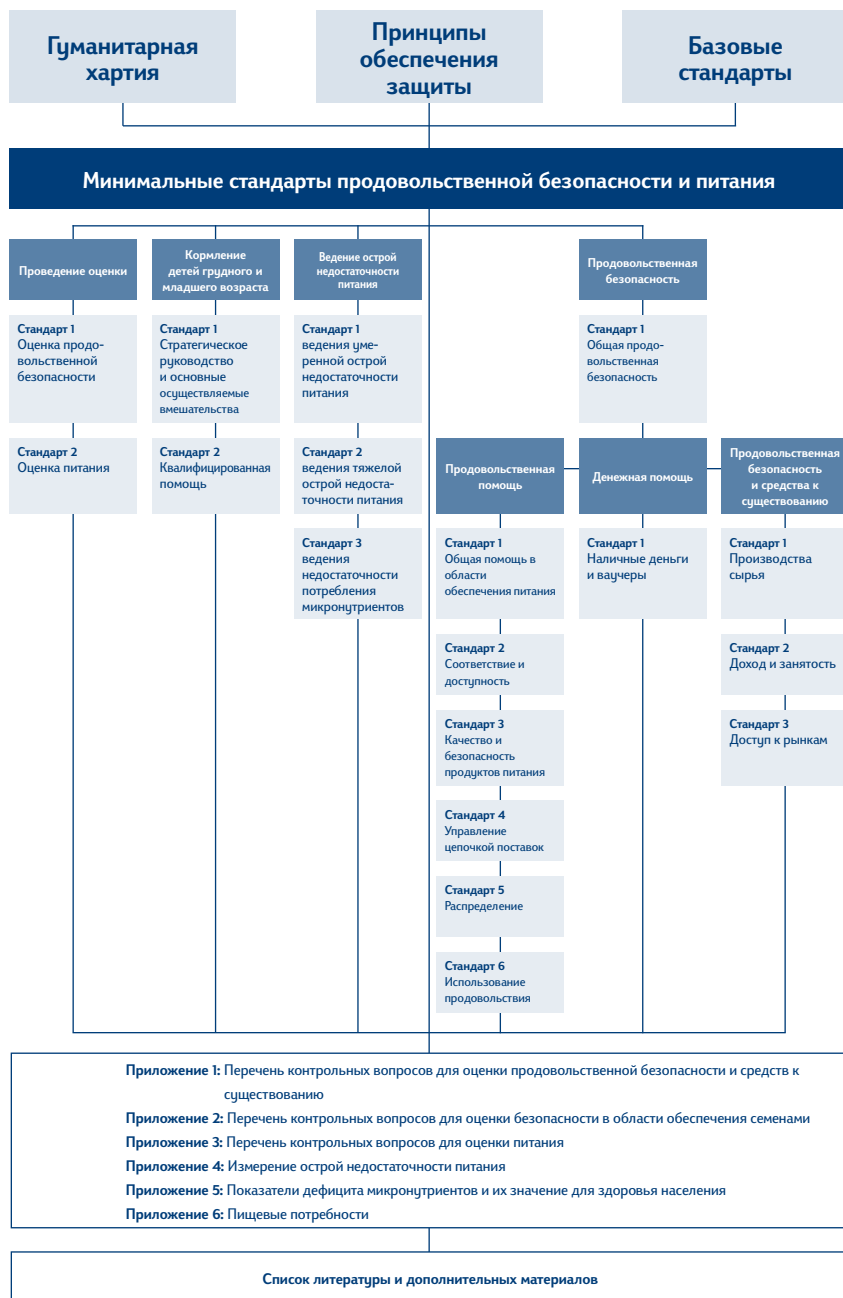 Гуманитарная
хартия
Принципы
обеспечения
защиты
Базовые
стандарты
Минимальные стандарты продовольственной безопасности и питания
Проведение оценки
Стандарт 1
Оценка продо-
вольственной
безопасности
Стандарт 2
Оценка питания
Кормление
детей грудного и
младшего возраста
Стандарт 1
Стратегическое
руководство
и основные
осуществляемые
вмешательства
Стандарт 2
Квалифицированная
помощь
Ведение острой
недостаточности
питания
Стандарт 1
ведения уме-
ренной острой
недостаточности
питания
Стандарт 2
ведения тяжелой
острой недоста-
точности питания
Стандарт 3
ведения
недостаточности
потребления
микронутриентов
Продовольственная
безопасность
Стандарт 1
Общая продо-
вольственная
безопасность
Продовольственная
помощь
Стандарт 1
Общая помощь в
области
обеспечения питания
Стандарт 2
Соответствие и
доступность
Стандарт 3
Качество и
безопасность
продуктов питания
Стандарт 4
Управление
цепочкой поставок
Стандарт 5
Распределение
Стандарт 6
Использование
продовольствия
Денежная помощь
Стандарт 1
Наличные деньги
и ваучеры
Продовольственная
безопасность
и средства к
существованию
Стандарт 1
Производства
сырья
Стандарт 2
Доход и занятость
Стандарт 3
Доступ к рынкам
Приложение 1: Перечень контрольных вопросов для оценки продовольственной безопасности и средств к
существованию
Приложение 2: Перечень контрольных вопросов для оценки безопасности в области обеспечения семенами
Приложение 3: Перечень контрольных вопросов для оценки питания
Приложение 4: Измерение острой недостаточности питания
Приложение 5: Показатели дефицита микронутриентов и их значение для здоровья населения
Приложение 6: Пищевые потребности
Список литературы и дополнительных материалов